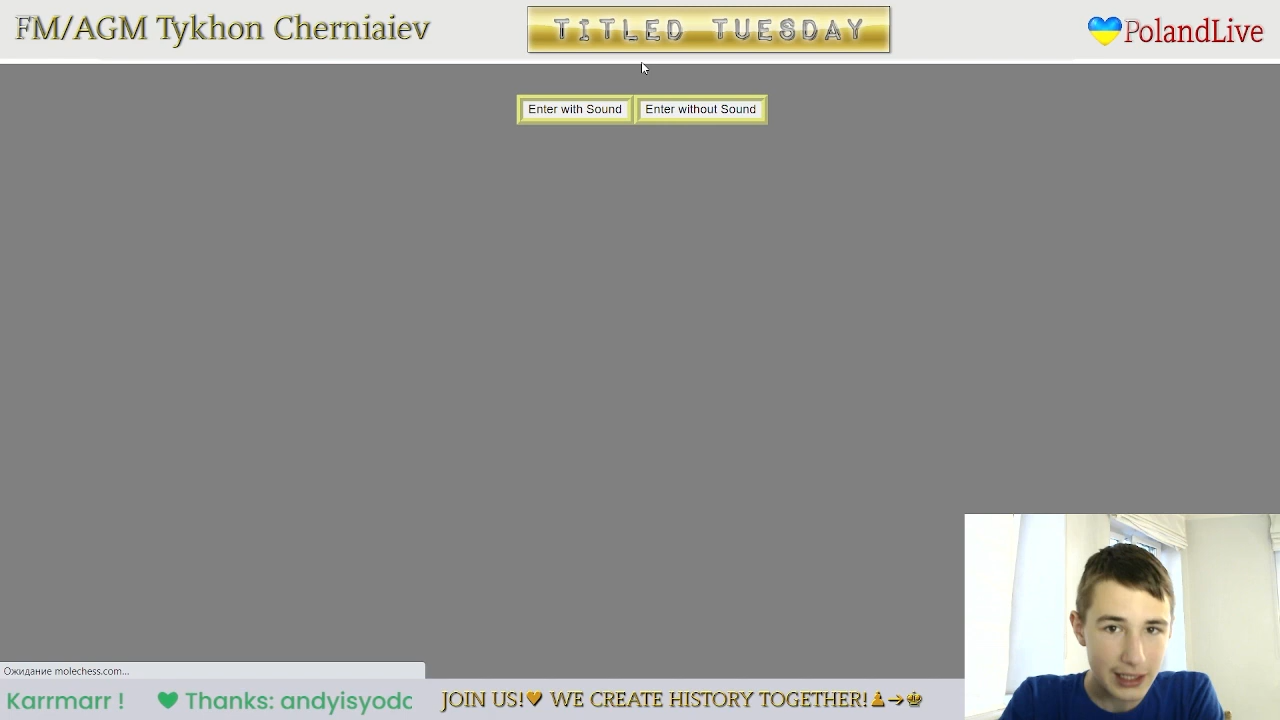 FM/AGM Tykhon Cherniaiev
TITLED TUESDAY
PolandLive
Enter with Sound
Enter without Sound
Ожидание molechess.com...
Karrmarr !
Thanks: andyisyodc
JOIN US!🧡 WE CREATE HISTORY TOGETHER!♟➔♚